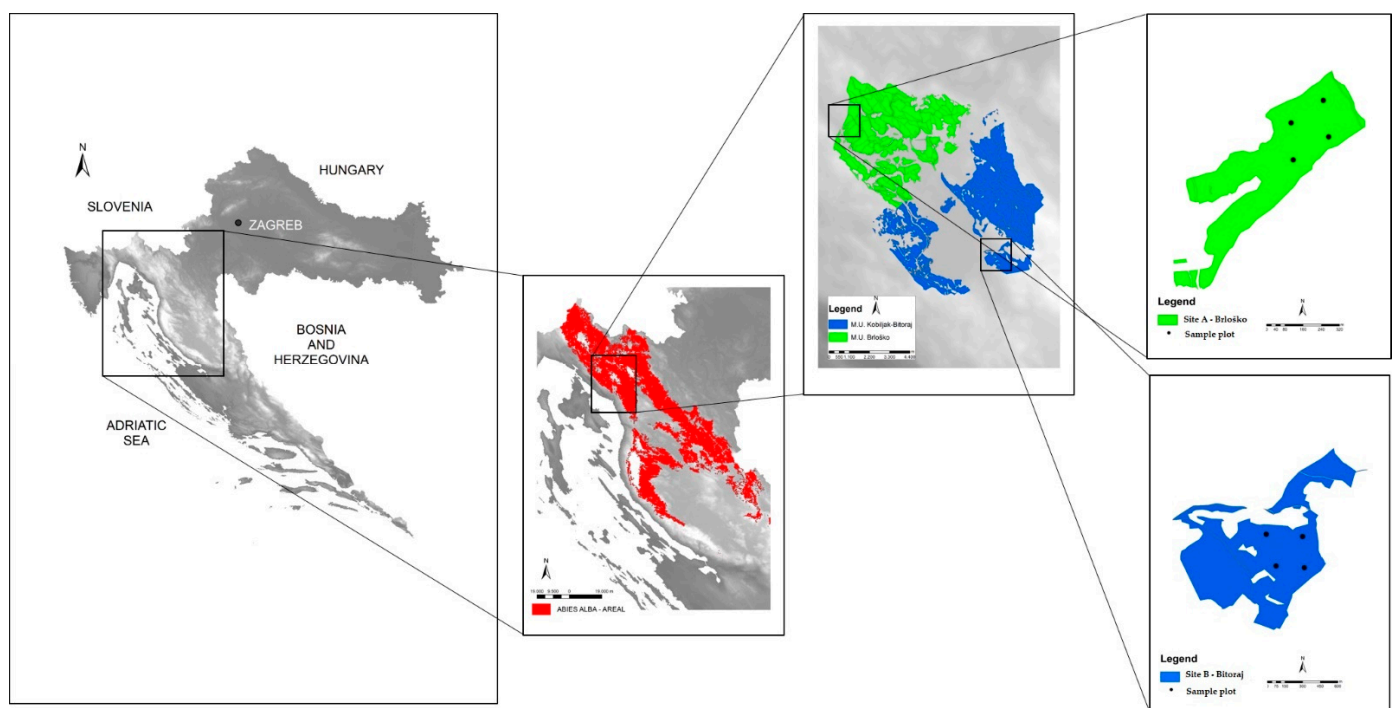 N
HUNGARY
SLOVENIA
ZAGREB
BOSNIA
AND
HERZEGOVINA
ADRIATIC
SEA
N
ABIES ALBA - AREAL
N
Legend
M.U. Kobiljak-Bitoraj
M.U. Brloško
N
Legend
Site A - Brloško
Sample plot
N
Legend
Site B - Bitoraj
Sample plot